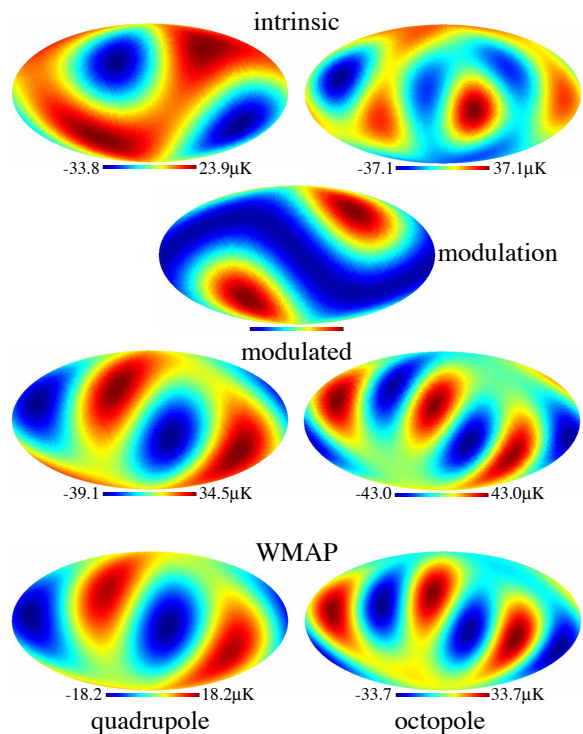 intrinsic
-33.8 23.9μK -37.1 37.1μK
modulation
modulated
-39.1 34.5μK -43.0 43.0μK
WMAP
-18.2 18.2μK -33.7 33.7μK
quadrupole octopole